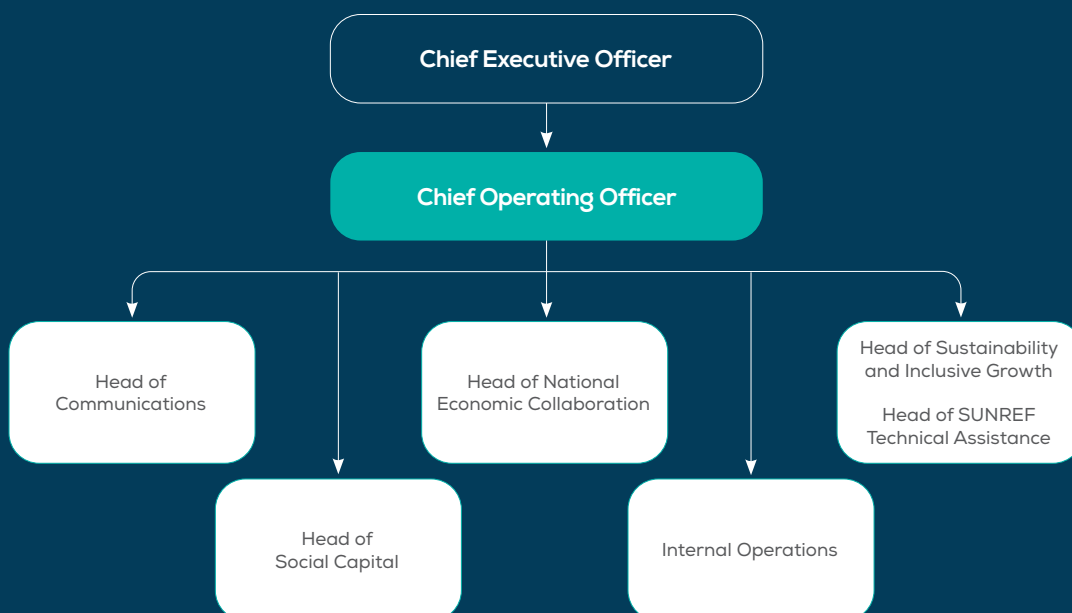 Chief Executive Officer
Chief Operating Officer
Head of
Communications
Head of National
Economic Collaboration
Head of Sustainability
and Inclusive Growth
Head of SUNREF
Technical Assistance
Head of
Social Capital
Internal Operations